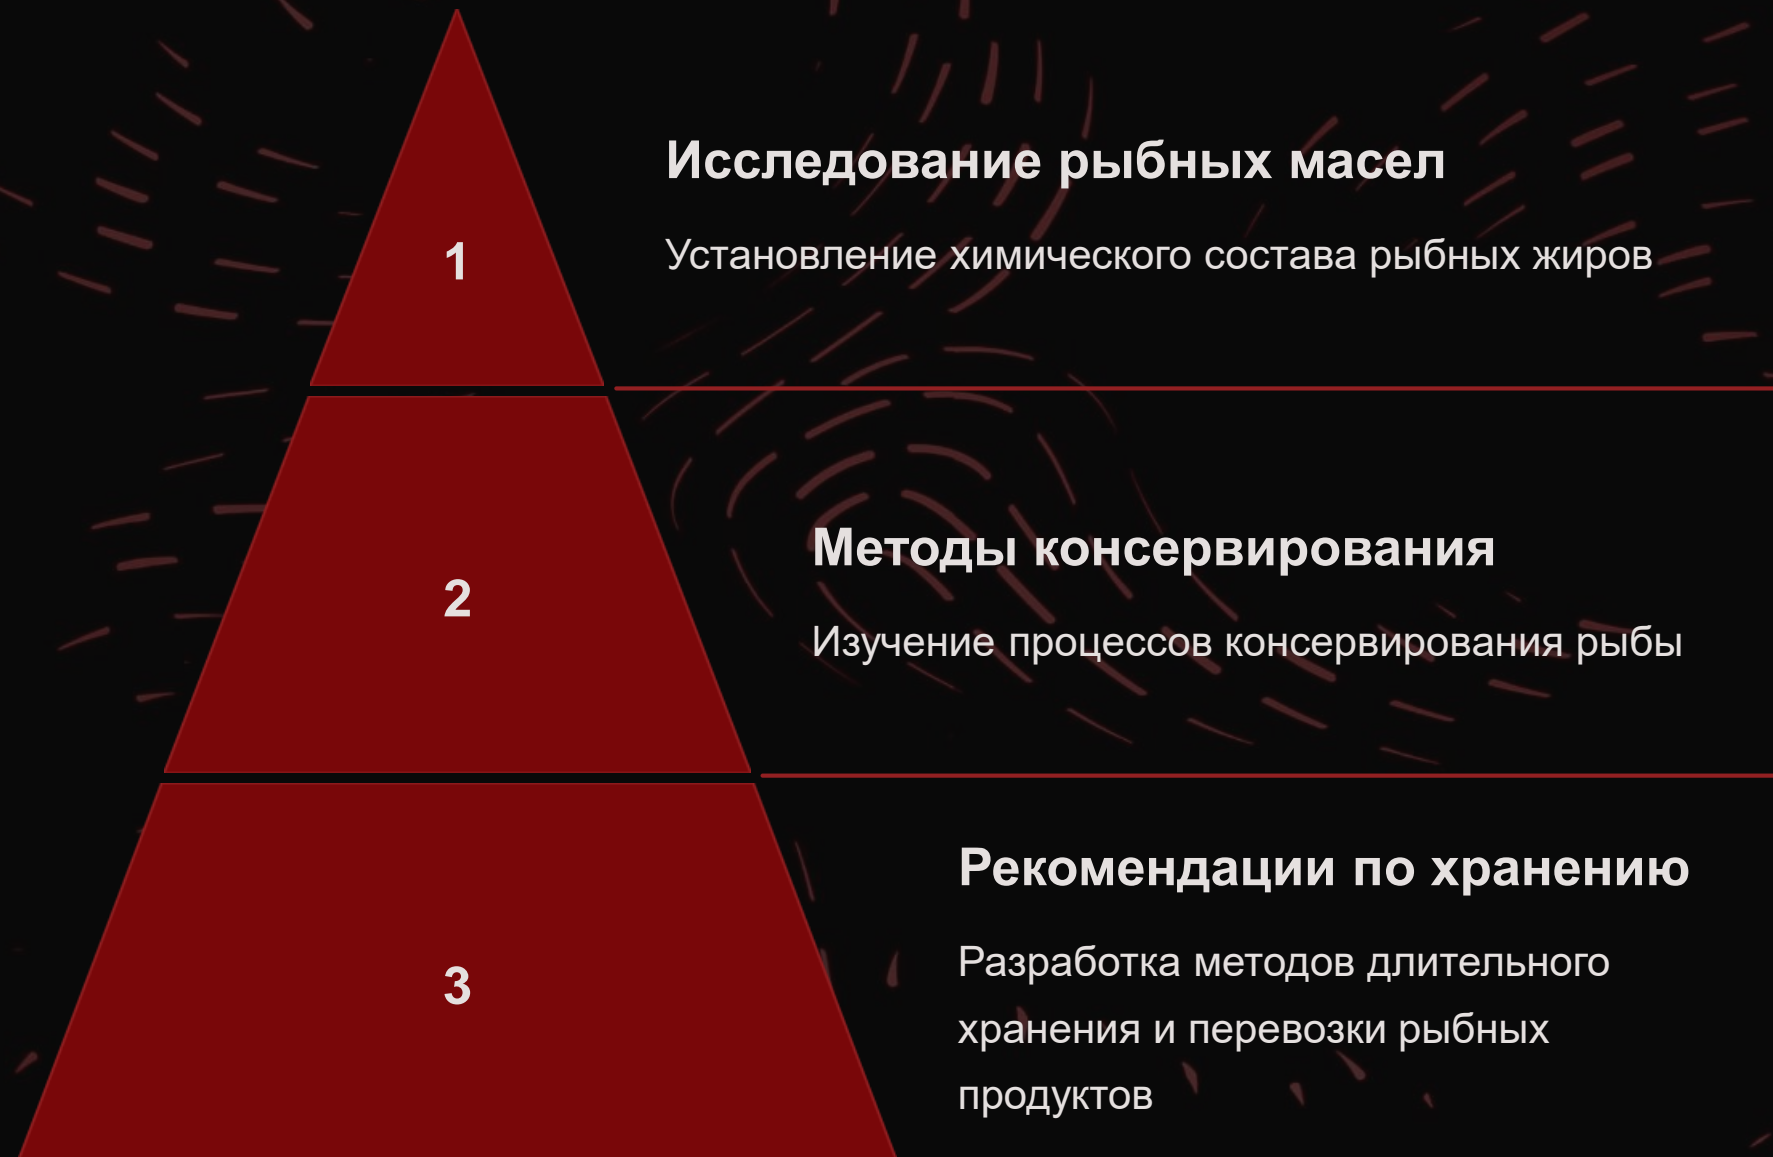 1
Исследование рыбных масел
Установление химического состава рыбных жиров
2
Методы консервирования
Изучение процессов консервирования рыбы
3
Рекомендации по хранению
Разработка методов длительного
хранения и перевозки рыбных
продуктов